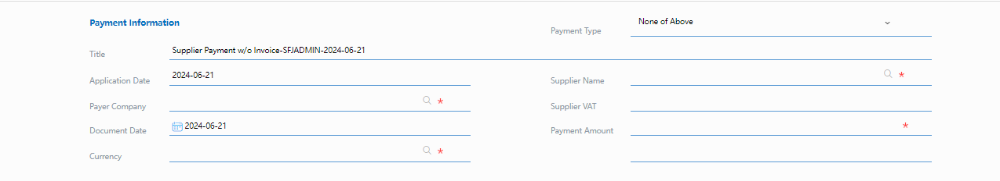 Payment Information
Payment Type None of Above
Title Supplier Payment w/o Invoice-SFJADMIN-2024-06-21
Application Date 2024-06-21
Supplier Name *
Payer Company *
Supplier VAT
Document Date 2024-06-21
Payment Amount *
Currency *